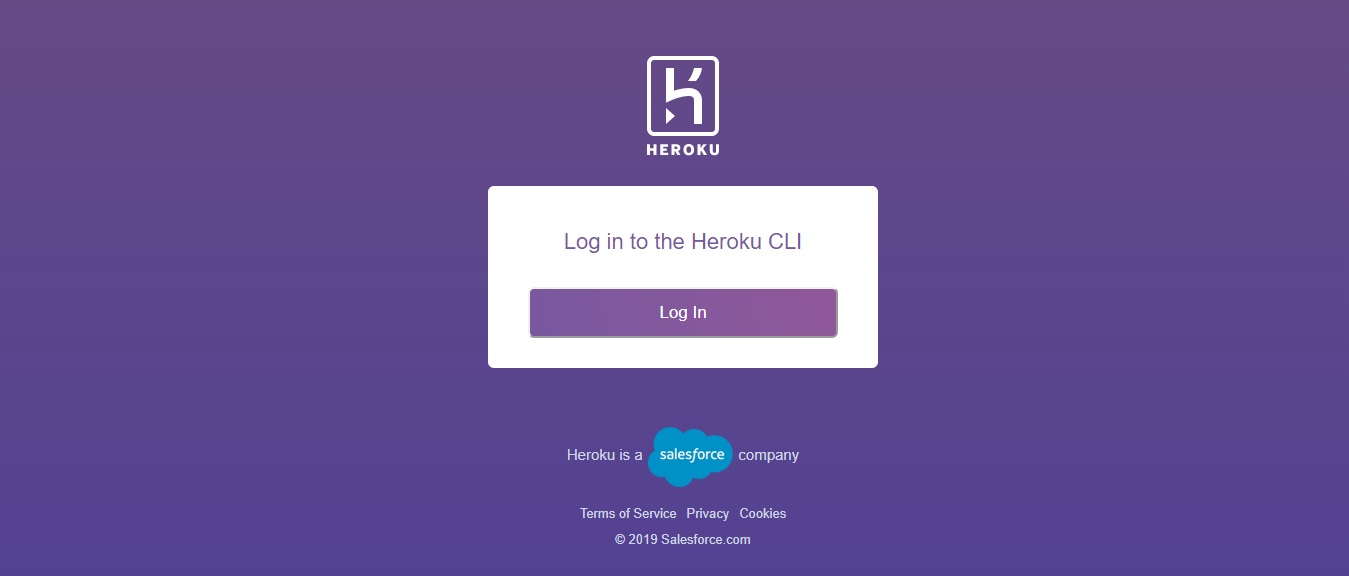 HEROKU
Log in to the Heroku CLI
Log In
Heroku is a salesforce company
Terms of Service Privacy Cookies
© 2019 Salesforce.com